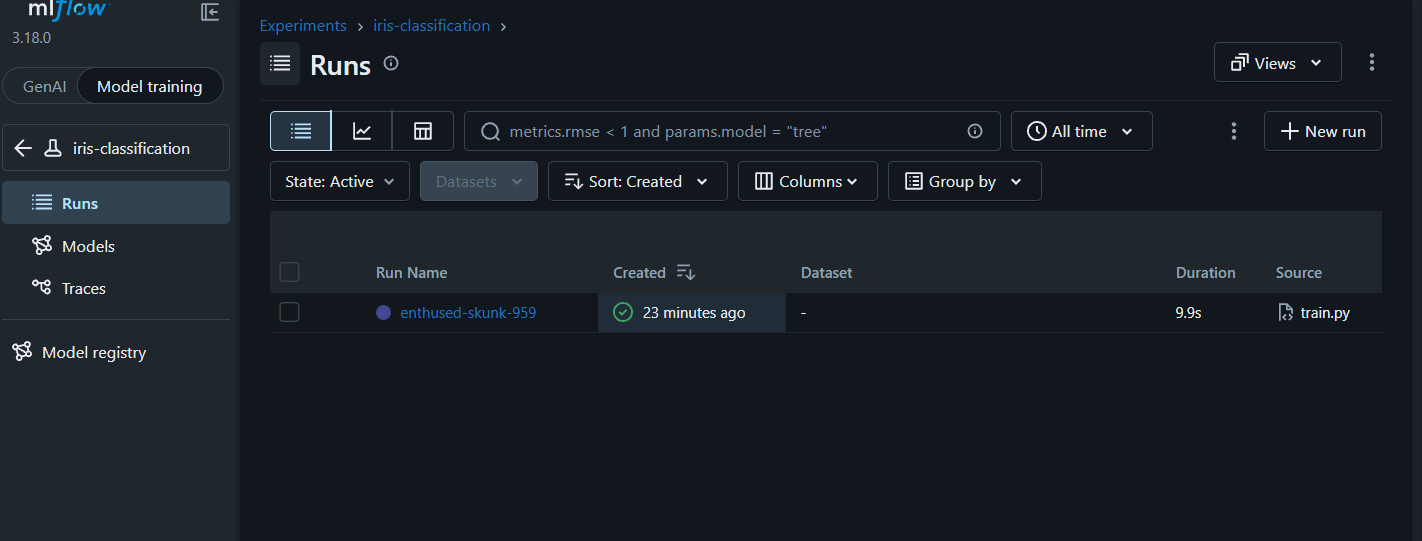 mlflow
3.18.0
GenAI Model training
iris-classification
Runs
Models
Traces
Model registry
Experiments > iris-classification >
Runs
Views
metrics.rmse < 1 and params.model = "tree"
All time
New run
State: Active
Datasets
Sort: Created
Columns
Group by
Run Name Created Dataset Duration Source
enthused-skunk-959 23 minutes ago - 9.9s train.py